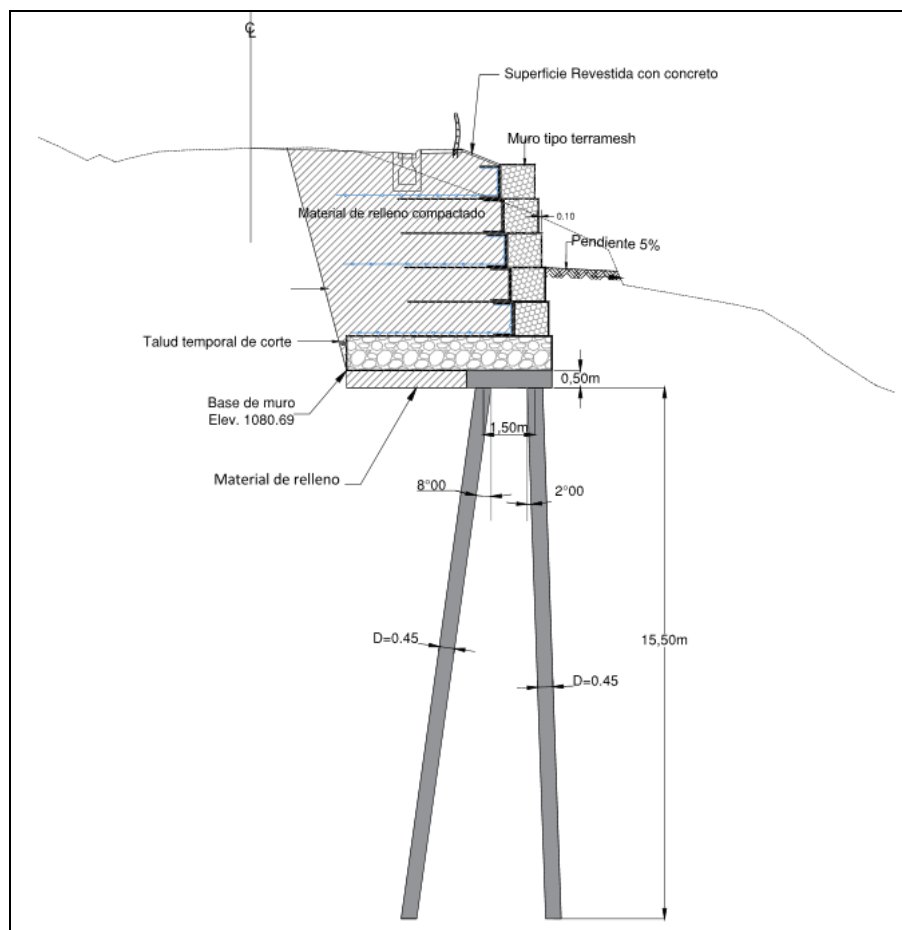 ℄
Superficie Revestida con concreto
Muro tipo terramesh
Material de relleno compactado
0.10
Pendiente 5%
Talud temporal de corte
0,50m
Base de muro
Elev. 1080.69
1,50m
Material de relleno
8°00
2°00
D=0.45
15,50m
D=0.45